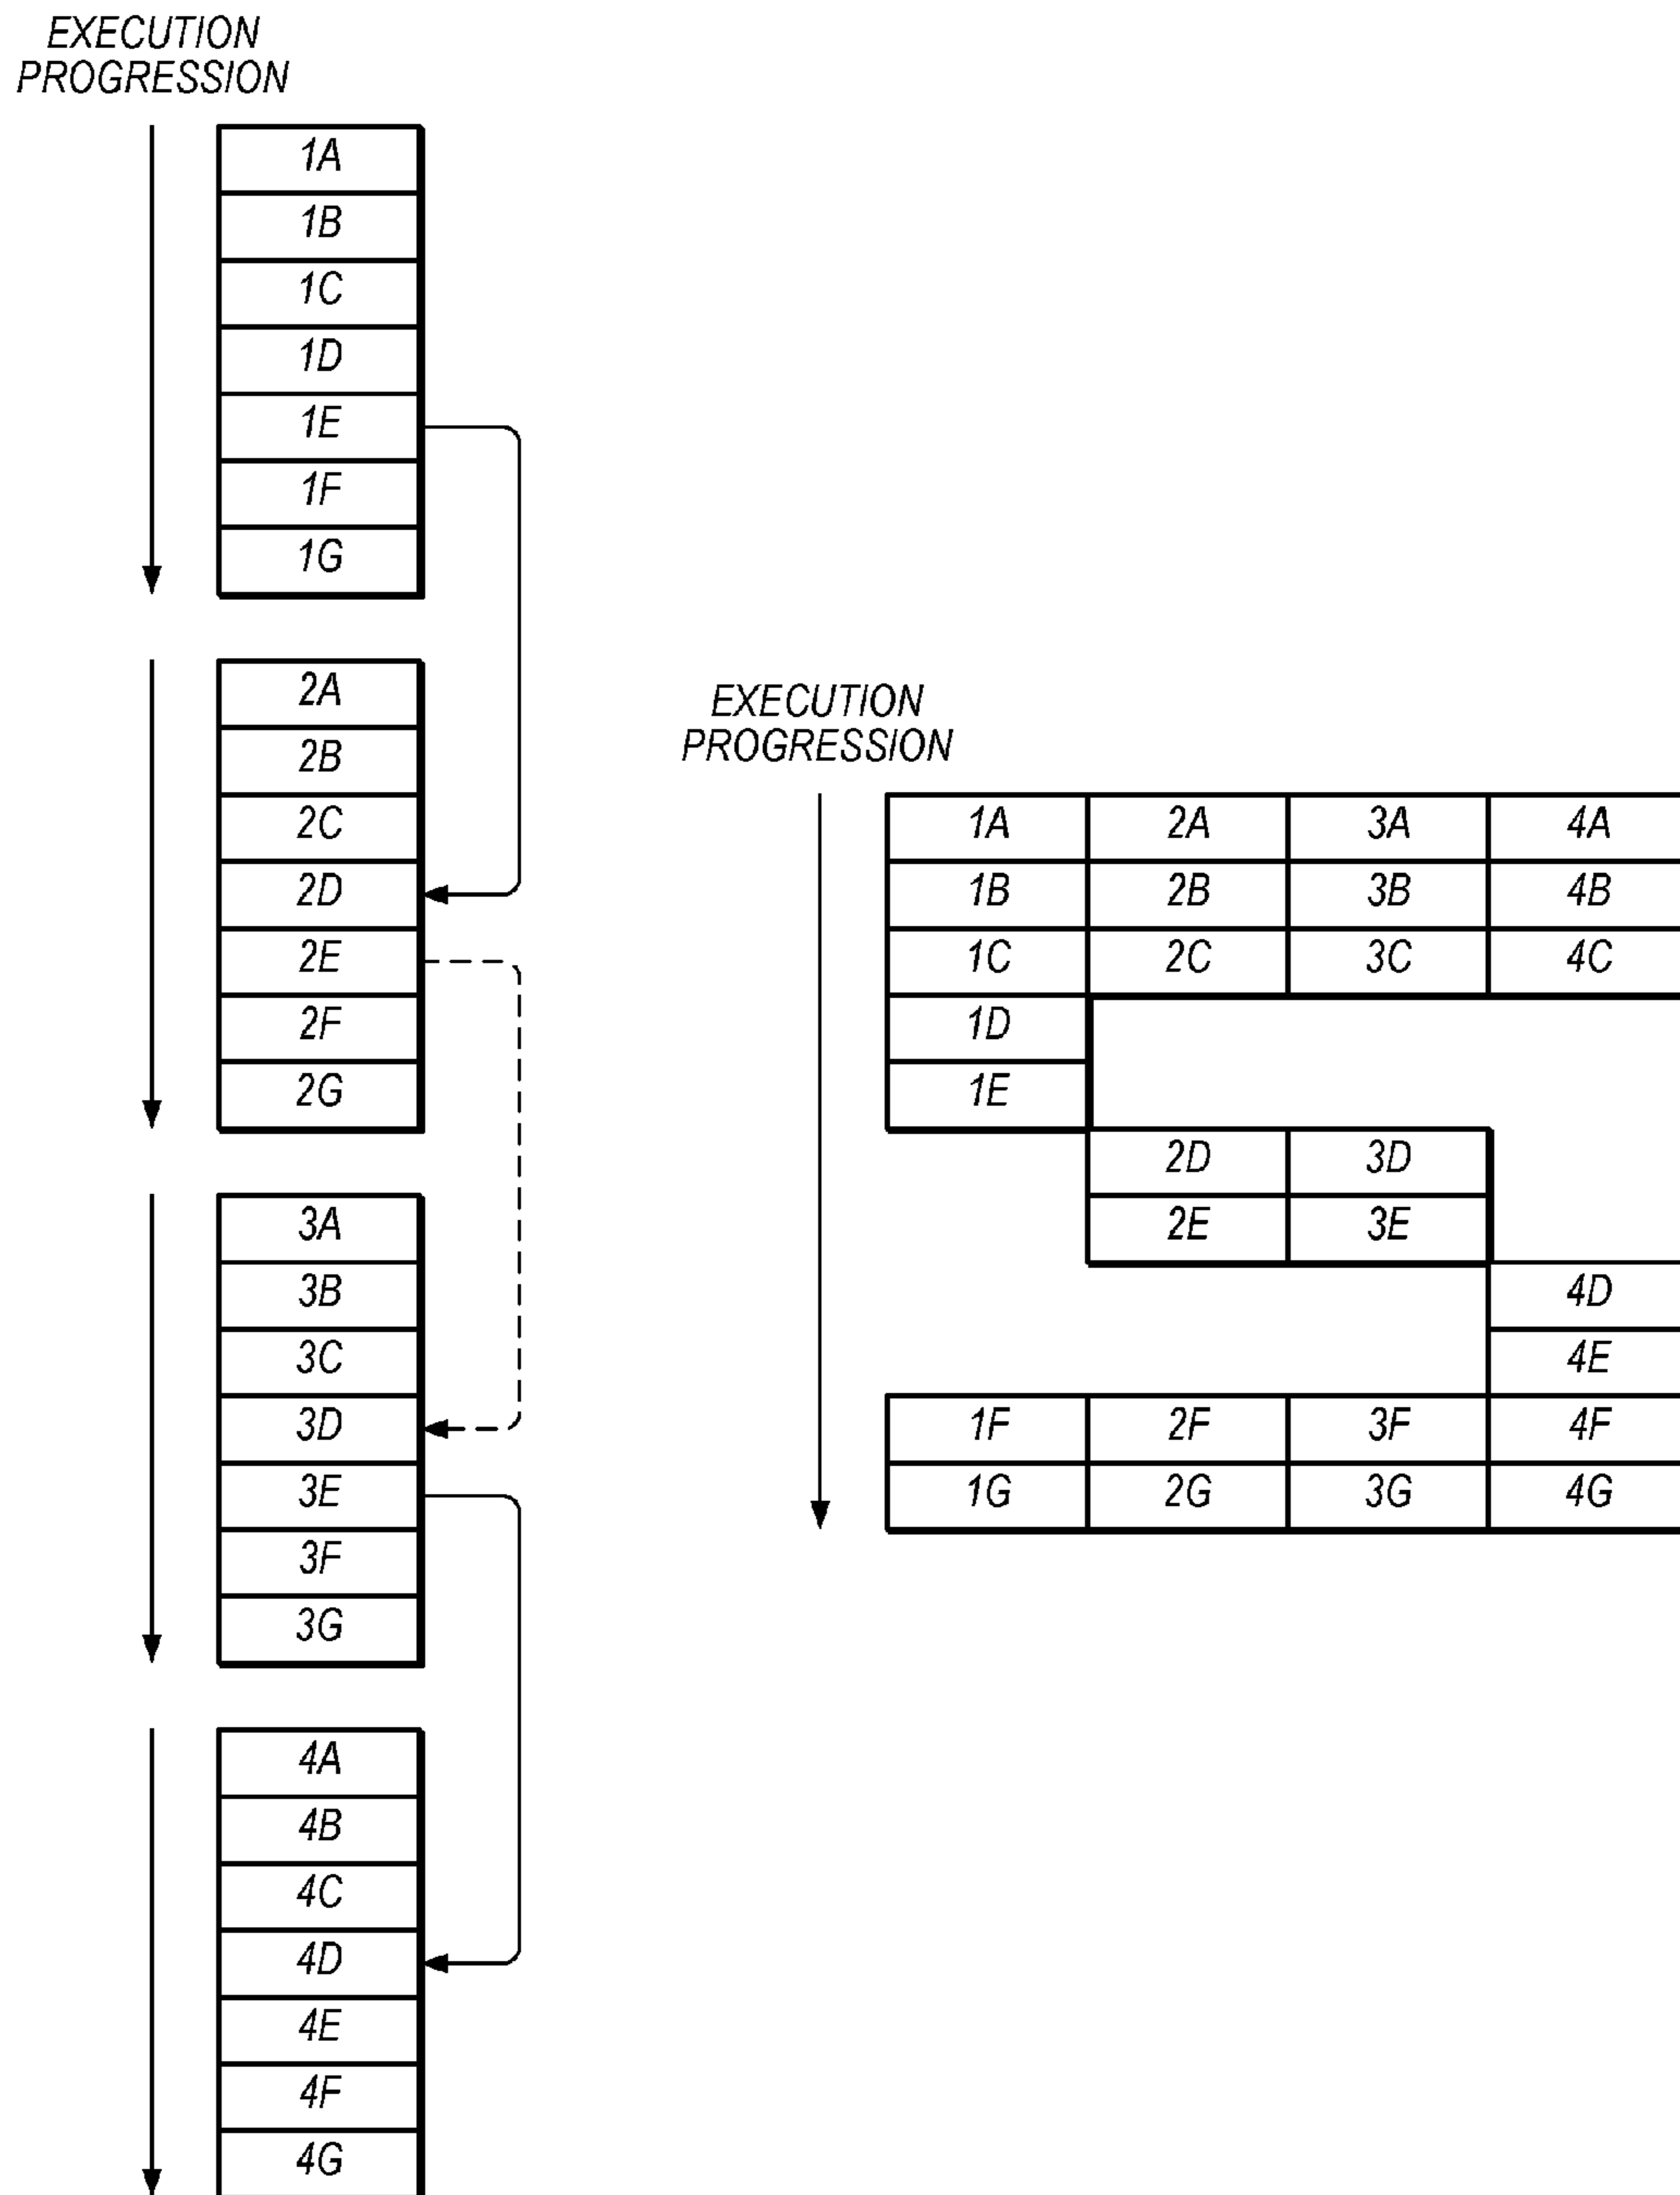 EXECUTION
PROGRESSION
1A
1B
1C
1D
1E
1F
1G
2A
2B
2C
2D
2E
2F
2G
3A
3B
3C
3D
3E
3F
3G
4A
4B
4C
4D
4E
4F
4G
EXECUTION
PROGRESSION
1A 2A 3A 4A
1B 2B 3B 4B
1C 2C 3C 4C
1D
1E
2D 3D
2E 3E
4D
4E
1F 2F 3F 4F
1G 2G 3G 4G